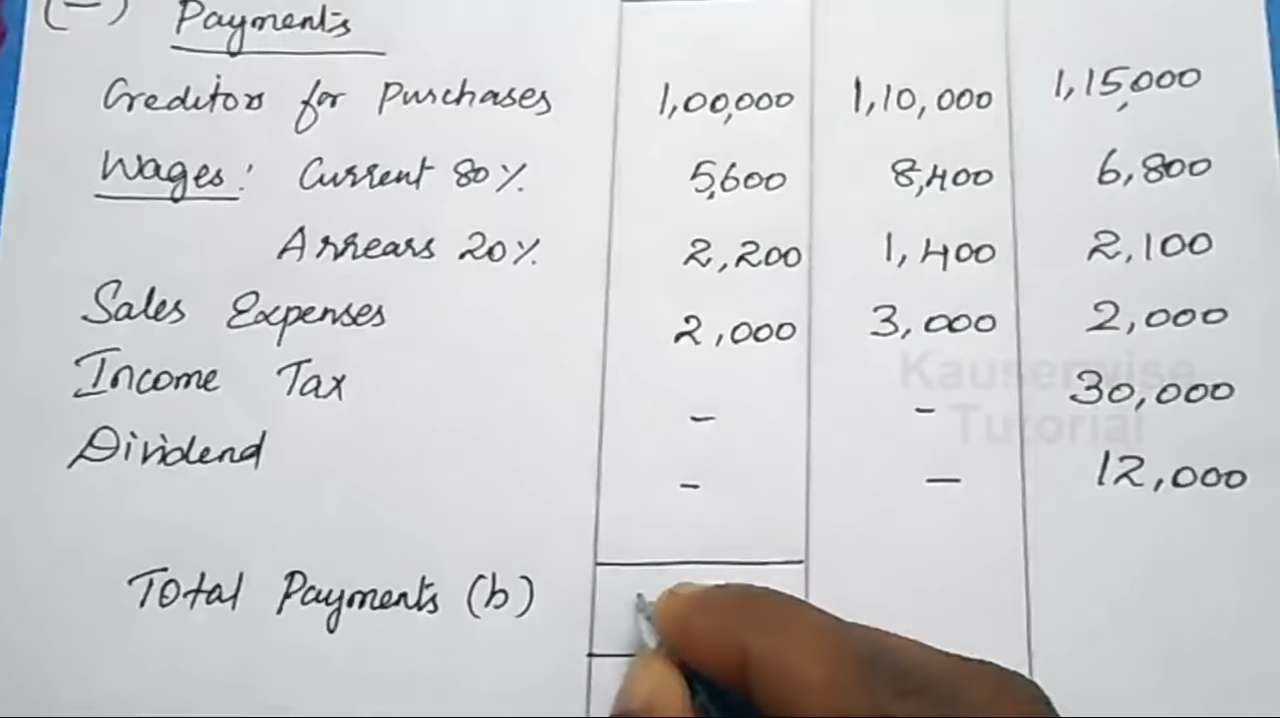 (-) Payments
Creditors for Purchases 1,00,000 1,10,000 1,15,000
Wages: Current 80% 5,600 8,400 6,800
Arrears 20% 2,200 1,400 2,100
Sales Expenses 2,000 3,000 2,000
Income Tax - - 30,000
Dividend - - 12,000
Total Payments (b)
Kauserwise
Tutorial